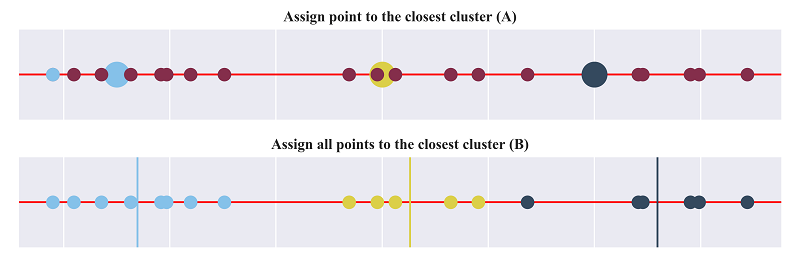 Assign point to the closest cluster (A)
Assign all points to the closest cluster (B)